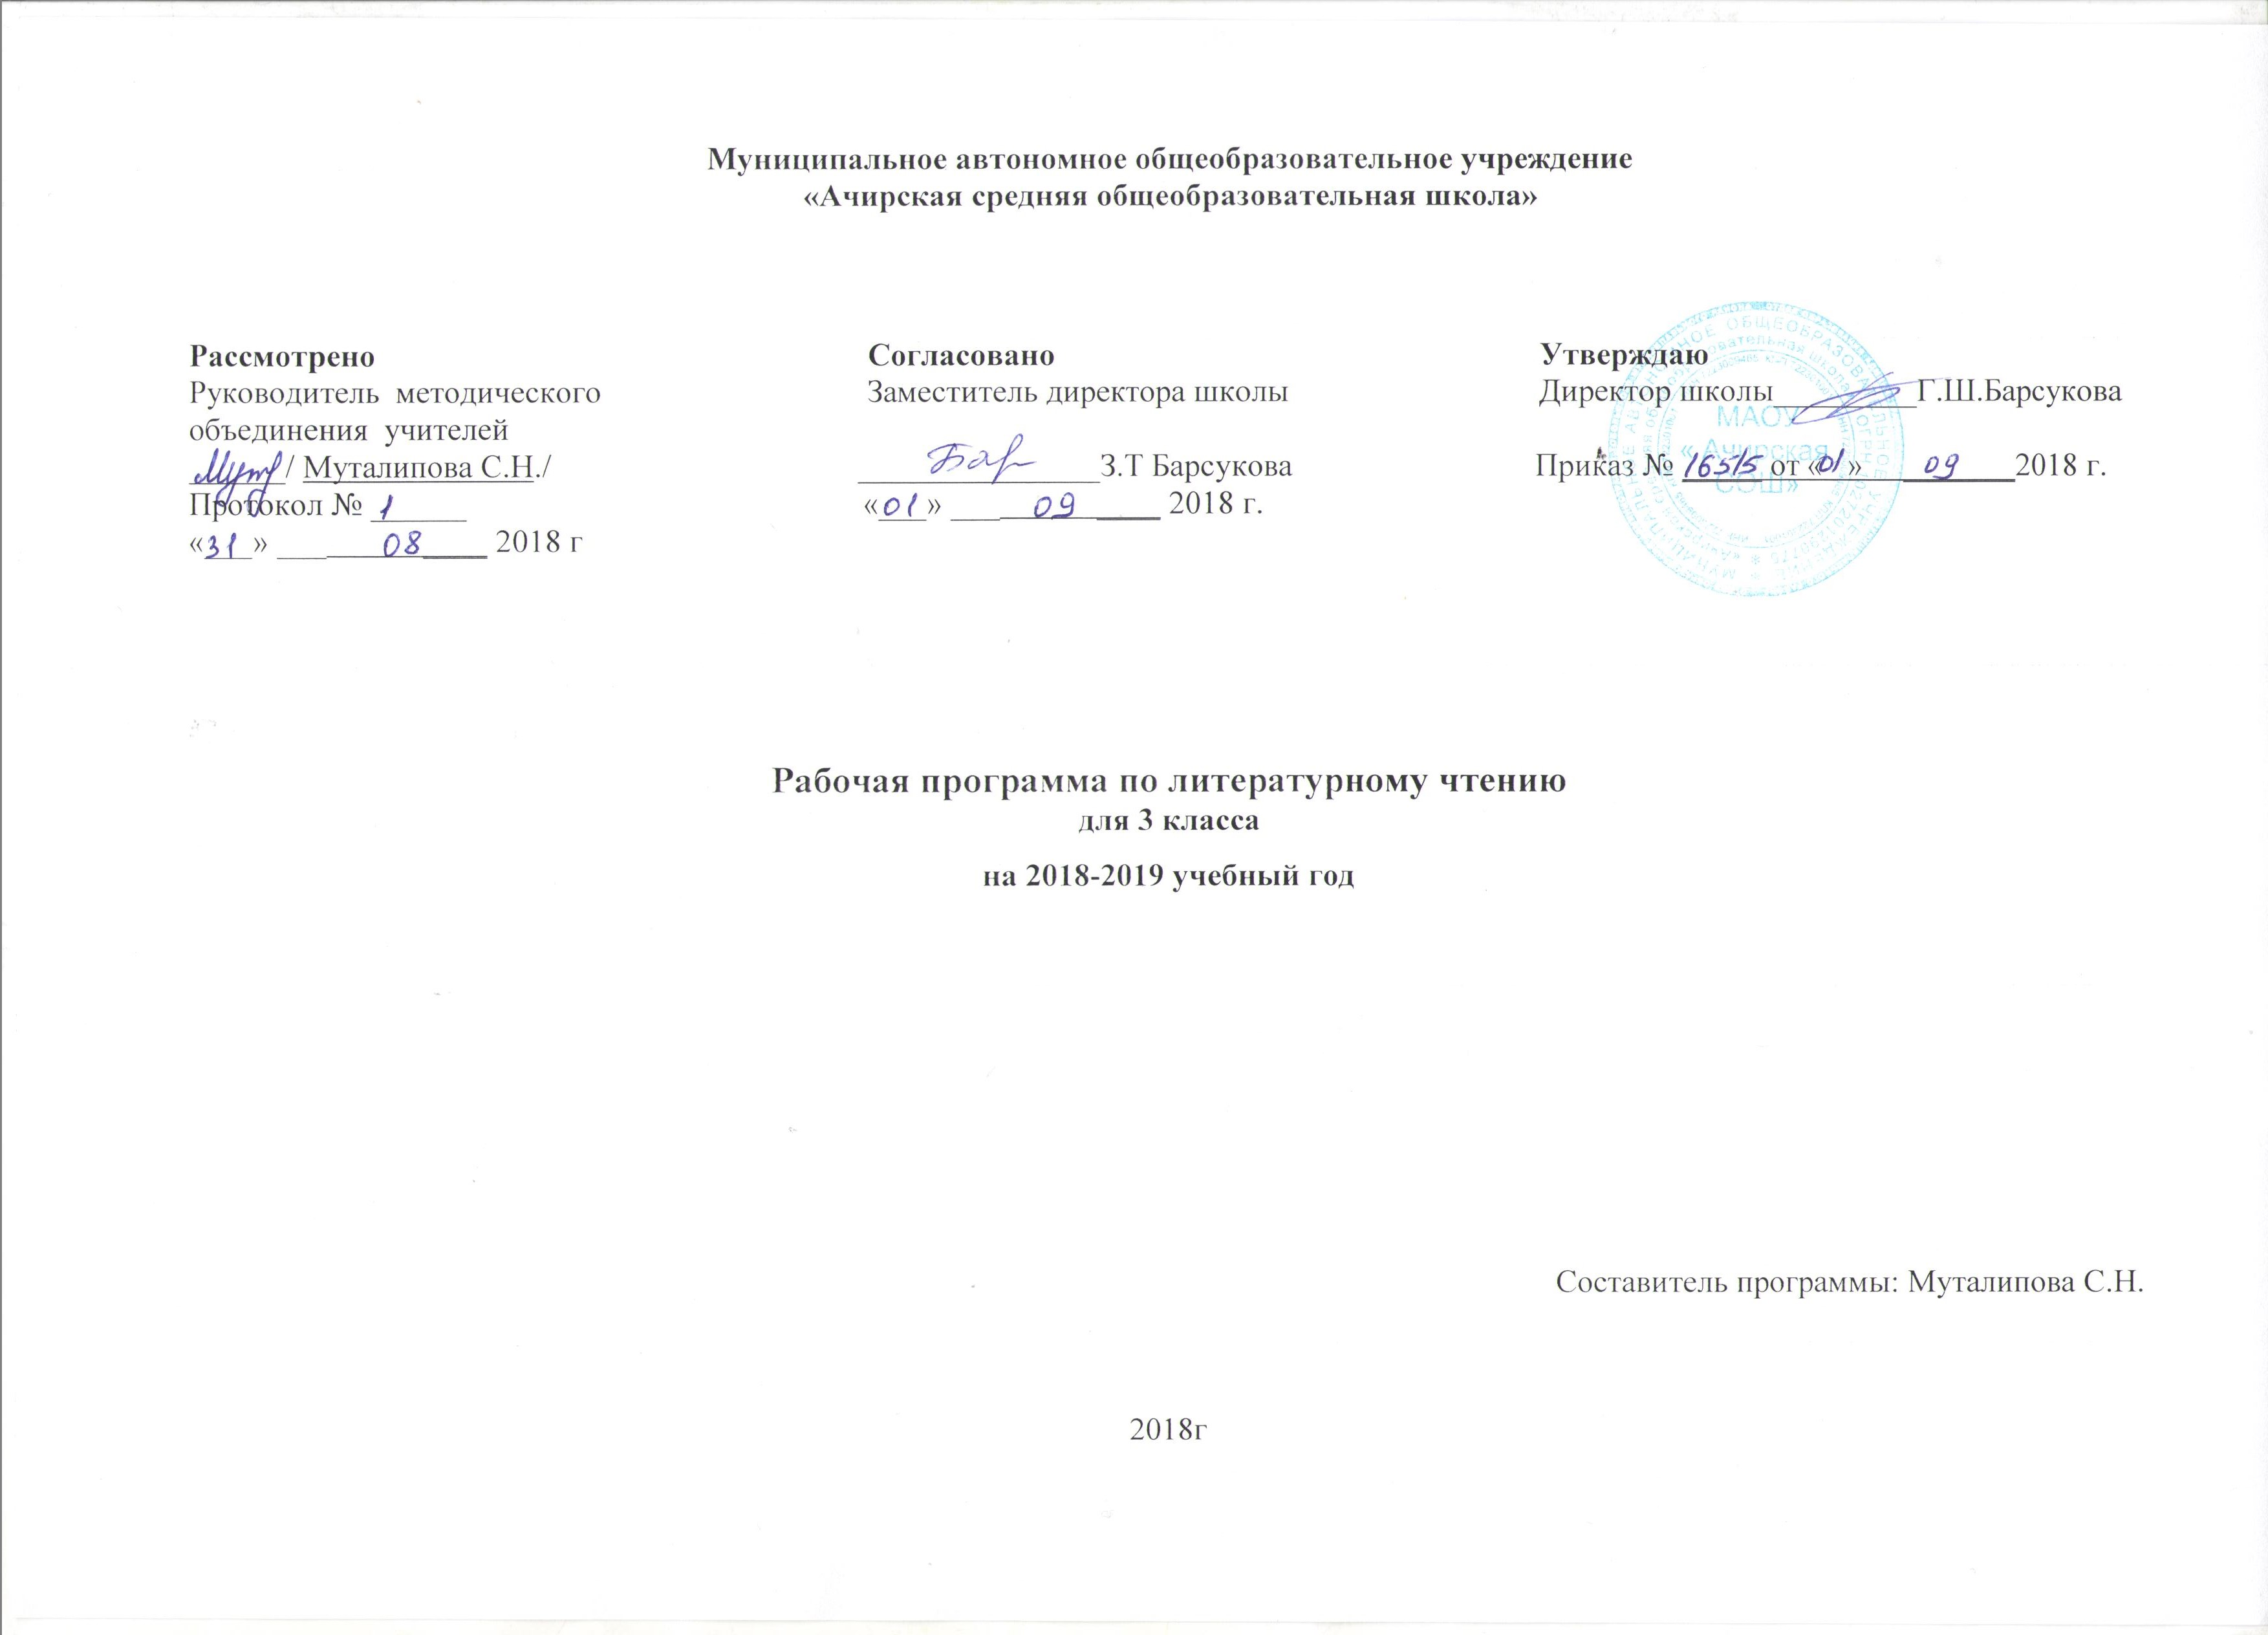 Муниципальное автономное общеобразовательное учреждение
«Ачирская средняя общеобразовательная школа»
Рассмотрено
Руководитель методического
объединения учителей
Мут / Муталипова С.Н./
Протокол № 1
«31» 08 2018 г
Согласовано
Заместитель директора школы
Бар З.Т Барсукова
«01» 09 2018 г.
Утверждаю
Директор школы Г.Ш.Барсукова
Приказ № 165/5 от «01» 09 2018 г.
МАОУ
«Ачирская
СОШ»
Рабочая программа по литературному чтению
для 3 класса
на 2018-2019 учебный год
Составитель программы: Муталипова С.Н.
2018г